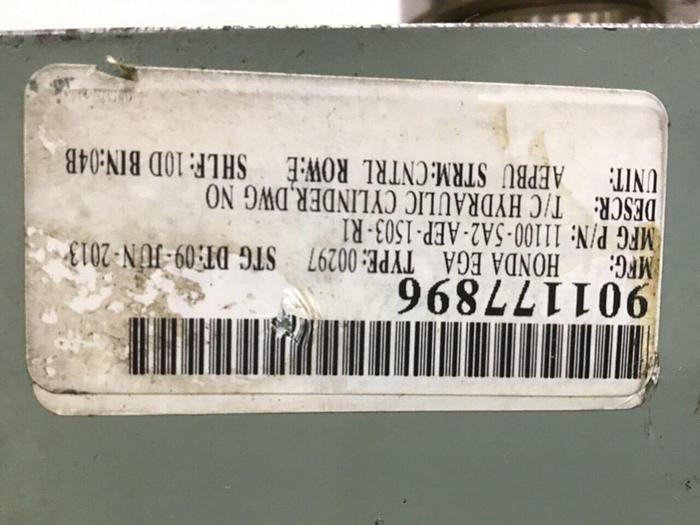 901177896
MFG: HONDA EGA TYPE: 00297 STG DT:09-JUN-2013
MFG P/N: 11100-5A2-AEP-1503-R1
DESCR: T/C HYDRAULIC CYLINDER,DWG NO
UNIT: AEPBU STRM:CNTRL ROW:E SHLF:10D BIN:04B